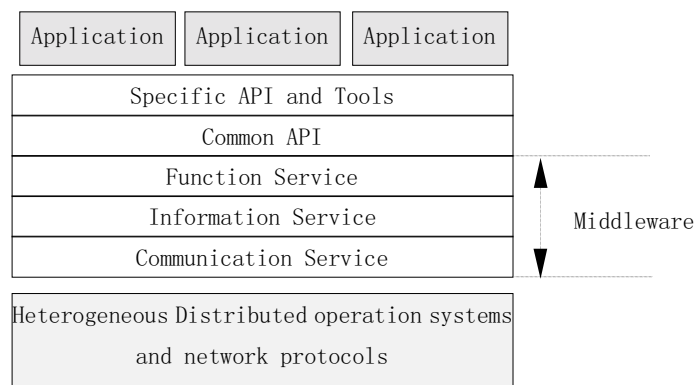 Application Application Application
Specific API and Tools
Common API
Function Service
Information Service
Middleware
Communication Service
Heterogeneous Distributed operation systems
and network protocols